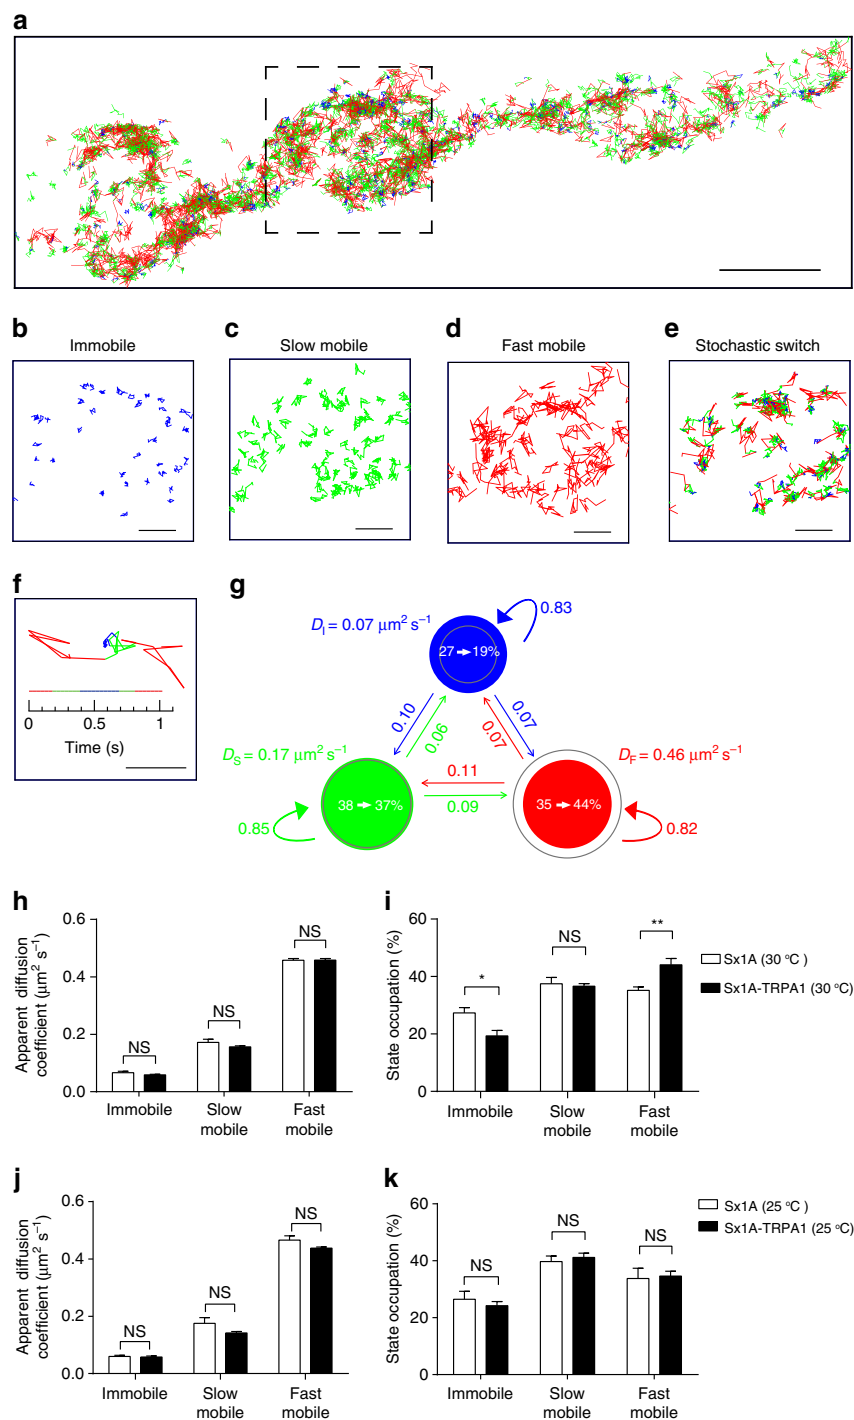 a
b
Immobile
c
Slow mobile
d
Fast mobile
e
Stochastic switch
f
0
0.5
1
Time (s)
g
D_I = 0.07 μm² s⁻¹
0.83
27 ➡ 19%
0.10
0.06
0.07
0.07
D_S = 0.17 μm² s⁻¹
D_F = 0.46 μm² s⁻¹
0.11
0.09
38 ➡ 37%
35 ➡ 44%
0.85
0.82
h
Apparent diffusion
coefficient (μm² s⁻¹)
0.6
0.4
0.2
0.0
NS
NS
NS
Immobile
Slow
mobile
Fast
mobile
i
State occupation (%)
60
40
20
0
*
NS
**
Immobile
Slow
mobile
Fast
mobile
Sx1A (30 °C )
Sx1A-TRPA1 (30 °C)
j
Apparent diffusion
coefficient (μm² s⁻¹)
0.6
0.4
0.2
0.0
NS
NS
NS
Immobile
Slow
mobile
Fast
mobile
k
State occupation (%)
60
40
20
0
NS
NS
NS
Immobile
Slow
mobile
Fast
mobile
Sx1A (25 °C )
Sx1A-TRPA1 (25 °C)